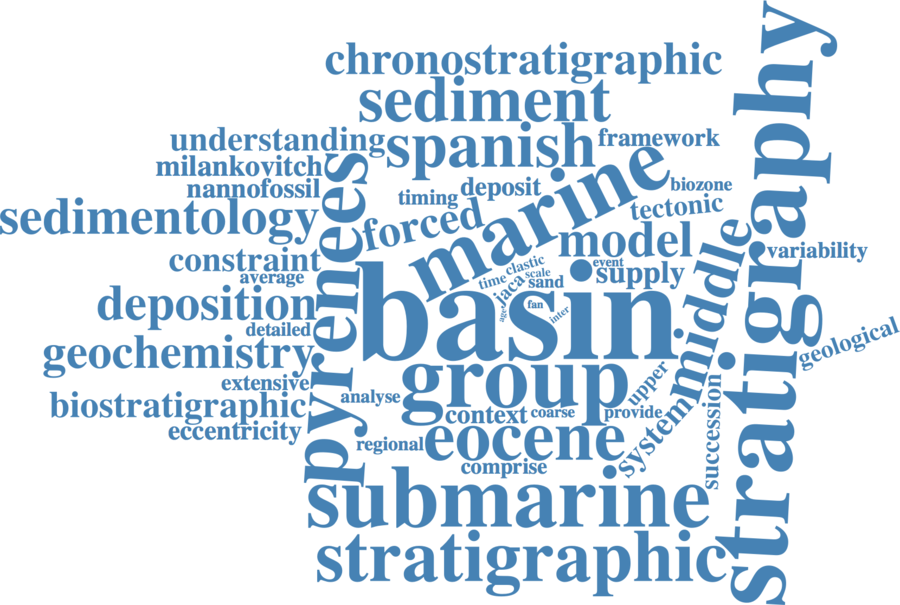 chronostratigraphic
sediment
understanding
spanish
framework
milankovitch
nannofossil
timing
deposit
biozone
sedimentology
forced
marine
tectonic
stratigraphy
pyrenees
constraint
average
model
variability
time
clastic
scale
event
supply
middle
jaca
sand
deposition
basin
age
fan
inter
detailed
geochemistry
geological
extensive
group
upper
analyse
biostratigraphic
context
coarse
provide
system
succession
eccentricity
regional
eocene
comprise
submarine
stratigraphic